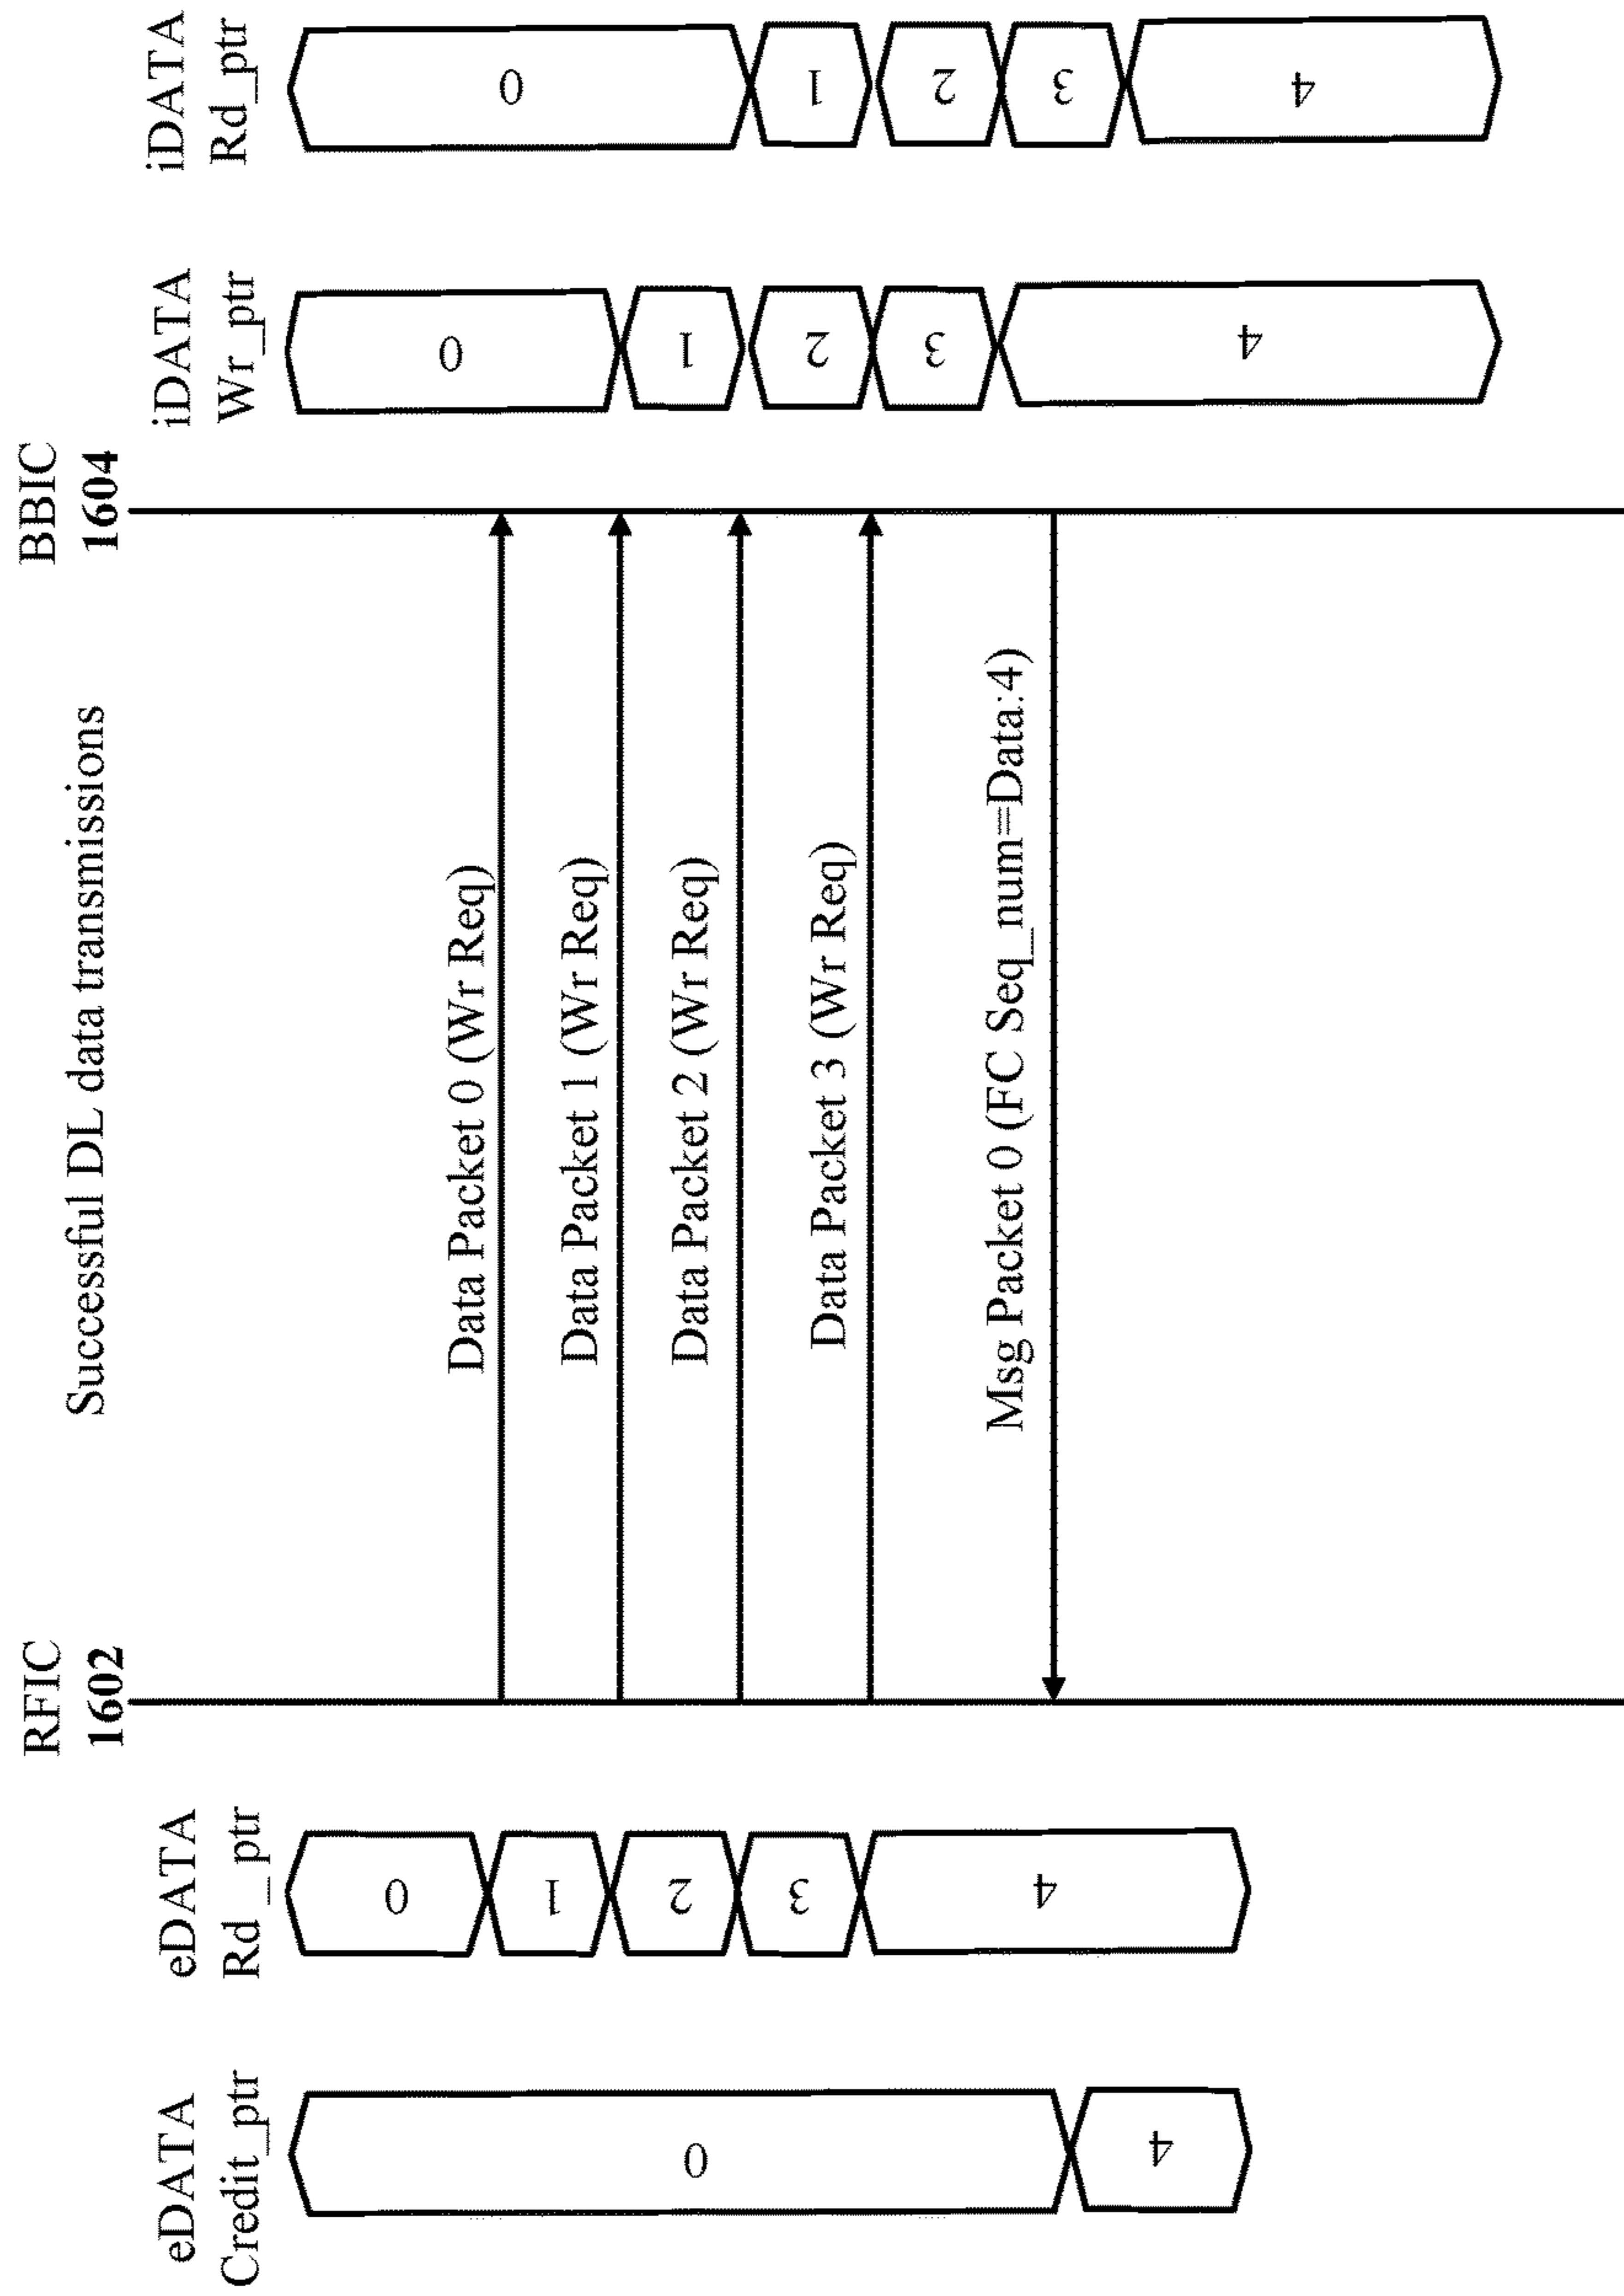 Successful DL data transmissions
eDATA
Credit_ptr
eDATA
Rd_ptr
RFIC
1602
BBIC
1604
iDATA
Wr_ptr
iDATA
Rd_ptr
Data Packet 0 (Wr Req)
Data Packet 1 (Wr Req)
Data Packet 2 (Wr Req)
Data Packet 3 (Wr Req)
Msg Packet 0 (FC Seq_num=Data:4)
0
4
0
1
2
3
4
0
1
2
3
4
0
1
2
3
4